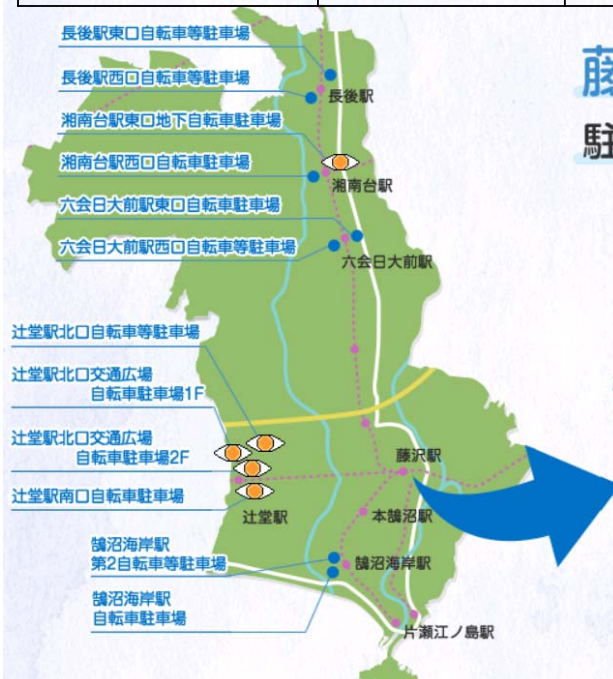 長後駅東口自転車等駐車場
長後駅西口自転車等駐車場
長後駅
湘南台駅東口地下自転車駐車場
湘南台駅西口自転車駐車場
湘南台駅
六会日大前駅東口自転車駐車場
六会日大前駅西口自転車等駐車場
六会日大前駅
辻堂駅北口自転車等駐車場
辻堂駅北口交通広場
自転車駐車場1F
辻堂駅北口交通広場
自転車駐車場2F
辻堂駅南口自転車駐車場
辻堂駅
藤沢駅
本鵠沼駅
鵠沼海岸駅
第2自転車等駐車場
鵠沼海岸駅
鵠沼海岸駅
自転車駐車場
片瀬江ノ島駅
藤
駐